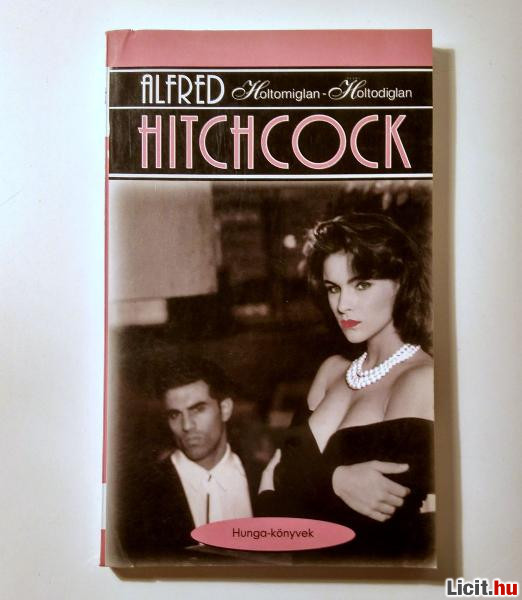 ALFRED Holtomiglan - Holtodiglan
HITCHCOCK
Hunga-könyvek
Licit.hu